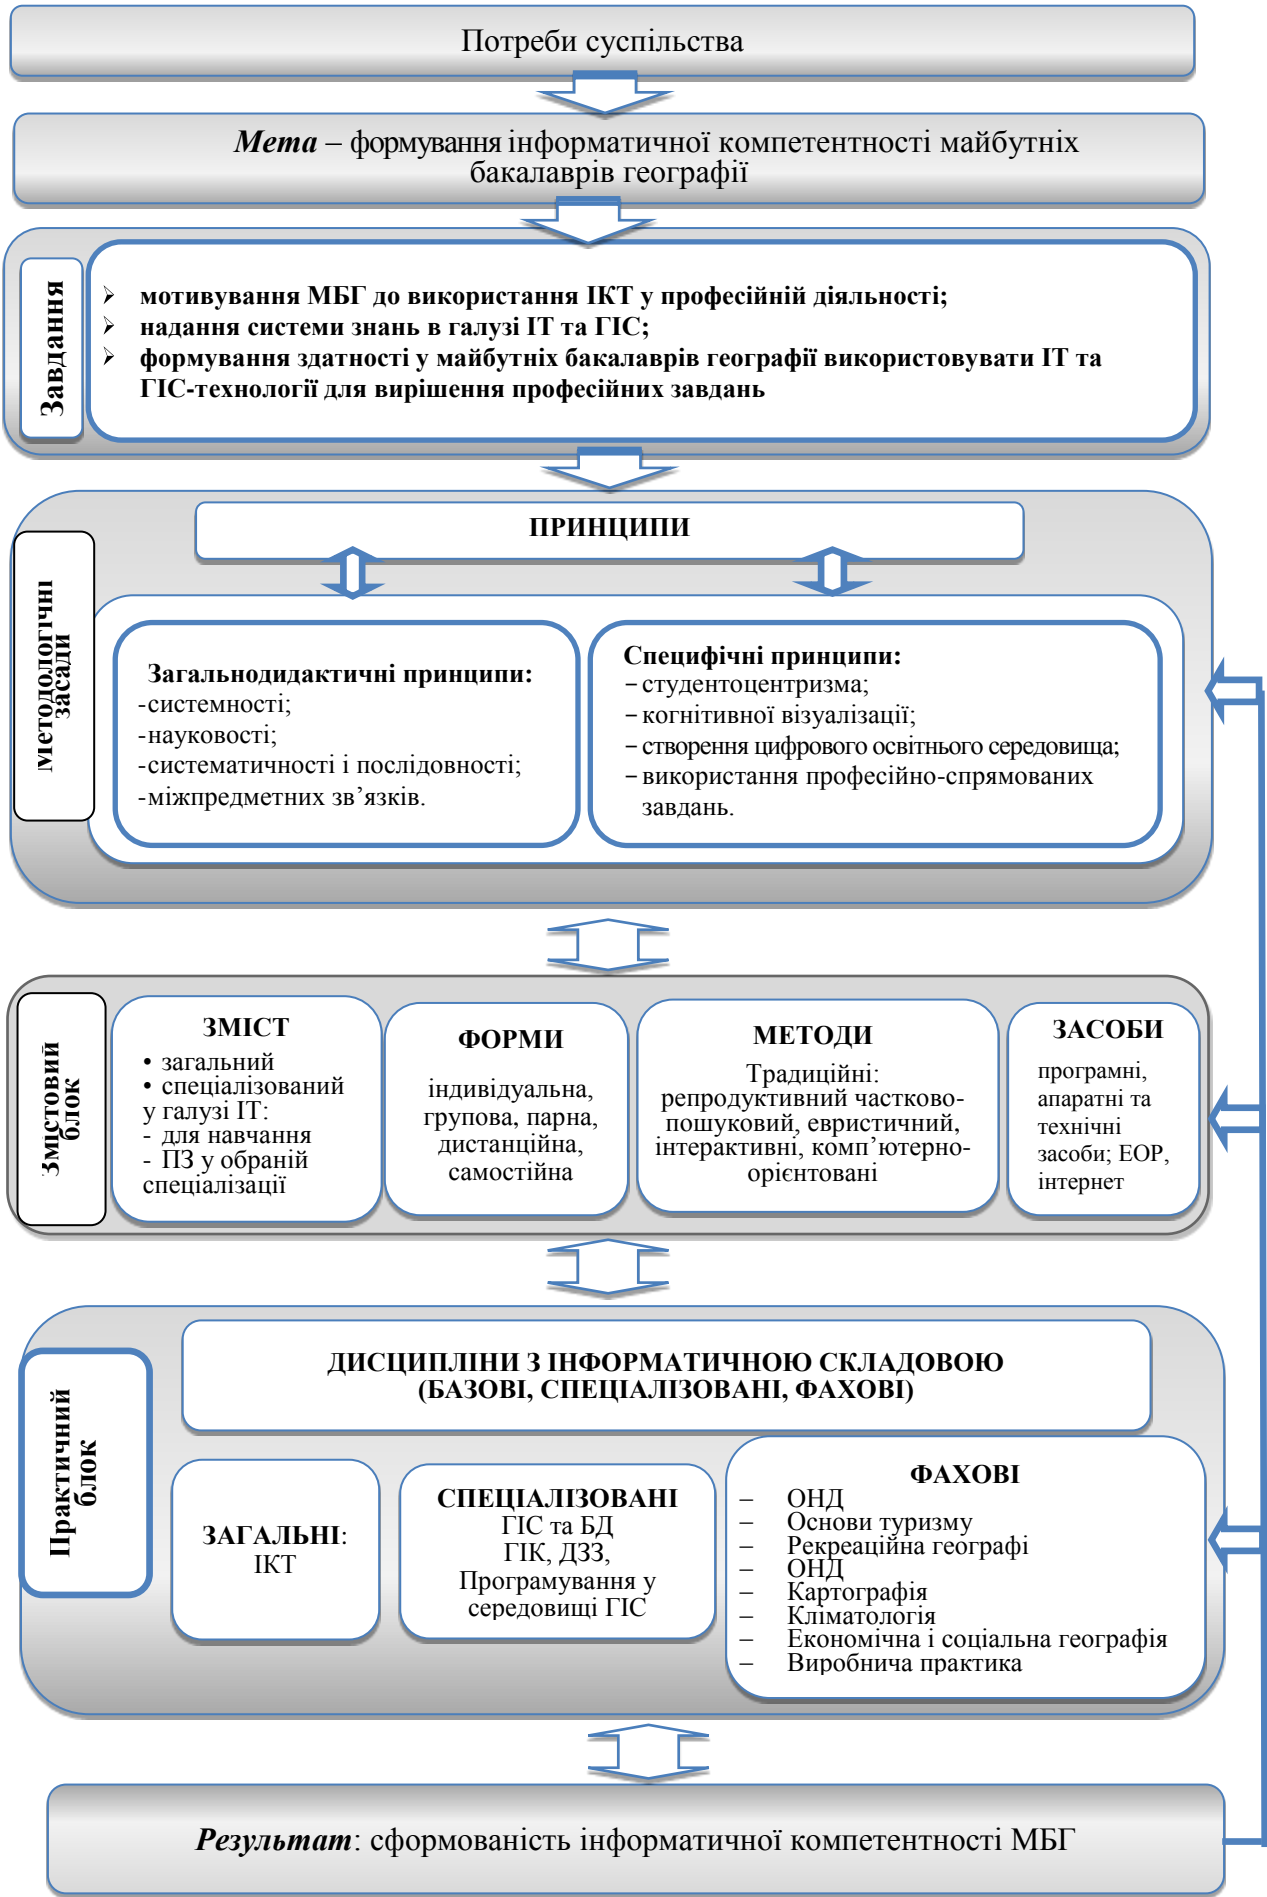 Потреби суспільства
Мета – формування інформатичної компетентності майбутніх
бакалаврів географії
Завдання
➢ мотивування МБГ до використання ІКТ у професійній діяльності;
➢ надання системи знань в галузі ІТ та ГІС;
➢ формування здатності у майбутніх бакалаврів географії використовувати ІТ та
ГІС-технології для вирішення професійних завдань
Методологічні
засади
ПРИНЦИПИ
Загальнодидактичні принципи:
-системності;
-науковості;
-систематичності і послідовності;
-міжпредметних зв’язків.
Специфічні принципи:
– студентоцентризма;
– когнітивної візуалізації;
– створення цифрового освітнього середовища;
– використання професійно-спрямованих
завдань.
Змістовий
блок
ЗМІСТ
• загальний
• спеціалізований
у галузі ІТ:
- для навчання
- ПЗ у обраній
спеціалізації
ФОРМИ
індивідуальна,
групова, парна,
дистанційна,
самостійна
МЕТОДИ
Традиційні:
репродуктивний частково-
пошуковий, евристичний,
інтерактивні, комп’ютерно-
орієнтовані
ЗАСОБИ
програмні,
апаратні та
технічні
засоби; ЕОР,
інтернет
Практичний
блок
ДИСЦИПЛІНИ З ІНФОРМАТИЧНОЮ СКЛАДОВОЮ
(БАЗОВІ, СПЕЦІАЛІЗОВАНІ, ФАХОВІ)
ЗАГАЛЬНІ:
ІКТ
СПЕЦІАЛІЗОВАНІ
ГІС та БД
ГІК, ДЗЗ,
Програмування у
середовищі ГІС
ФАХОВІ
– ОНД
– Основи туризму
– Рекреаційна географі
– ОНД
– Картографія
– Кліматологія
– Економічна і соціальна географія
– Виробнича практика
Результат: сформованість інформатичної компетентності МБГ